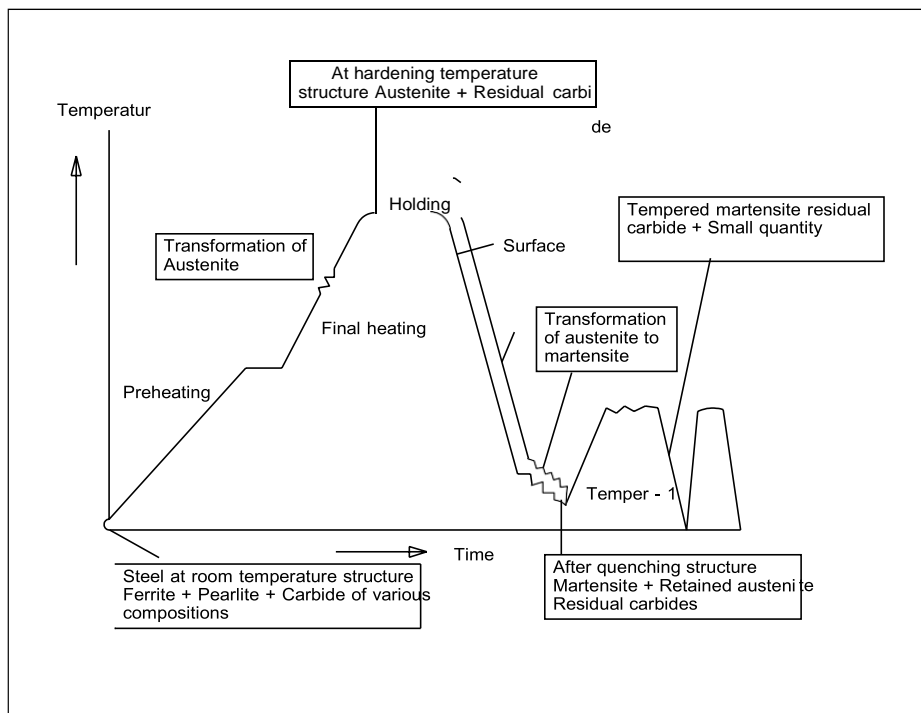 At hardening temperature
structure Austenite + Residual carbi
de
Temperatur
Holding
Tempered martensite residual
carbide + Small quantity
Transformation of
Austenite
Surface
Final heating
Transformation
of austenite to
martensite
Preheating
Temper - 1
Time
Steel at room temperature structure
Ferrite + Pearlite + Carbide of various
compositions
After quenching structure
Martensite + Retained austenite
Residual carbides